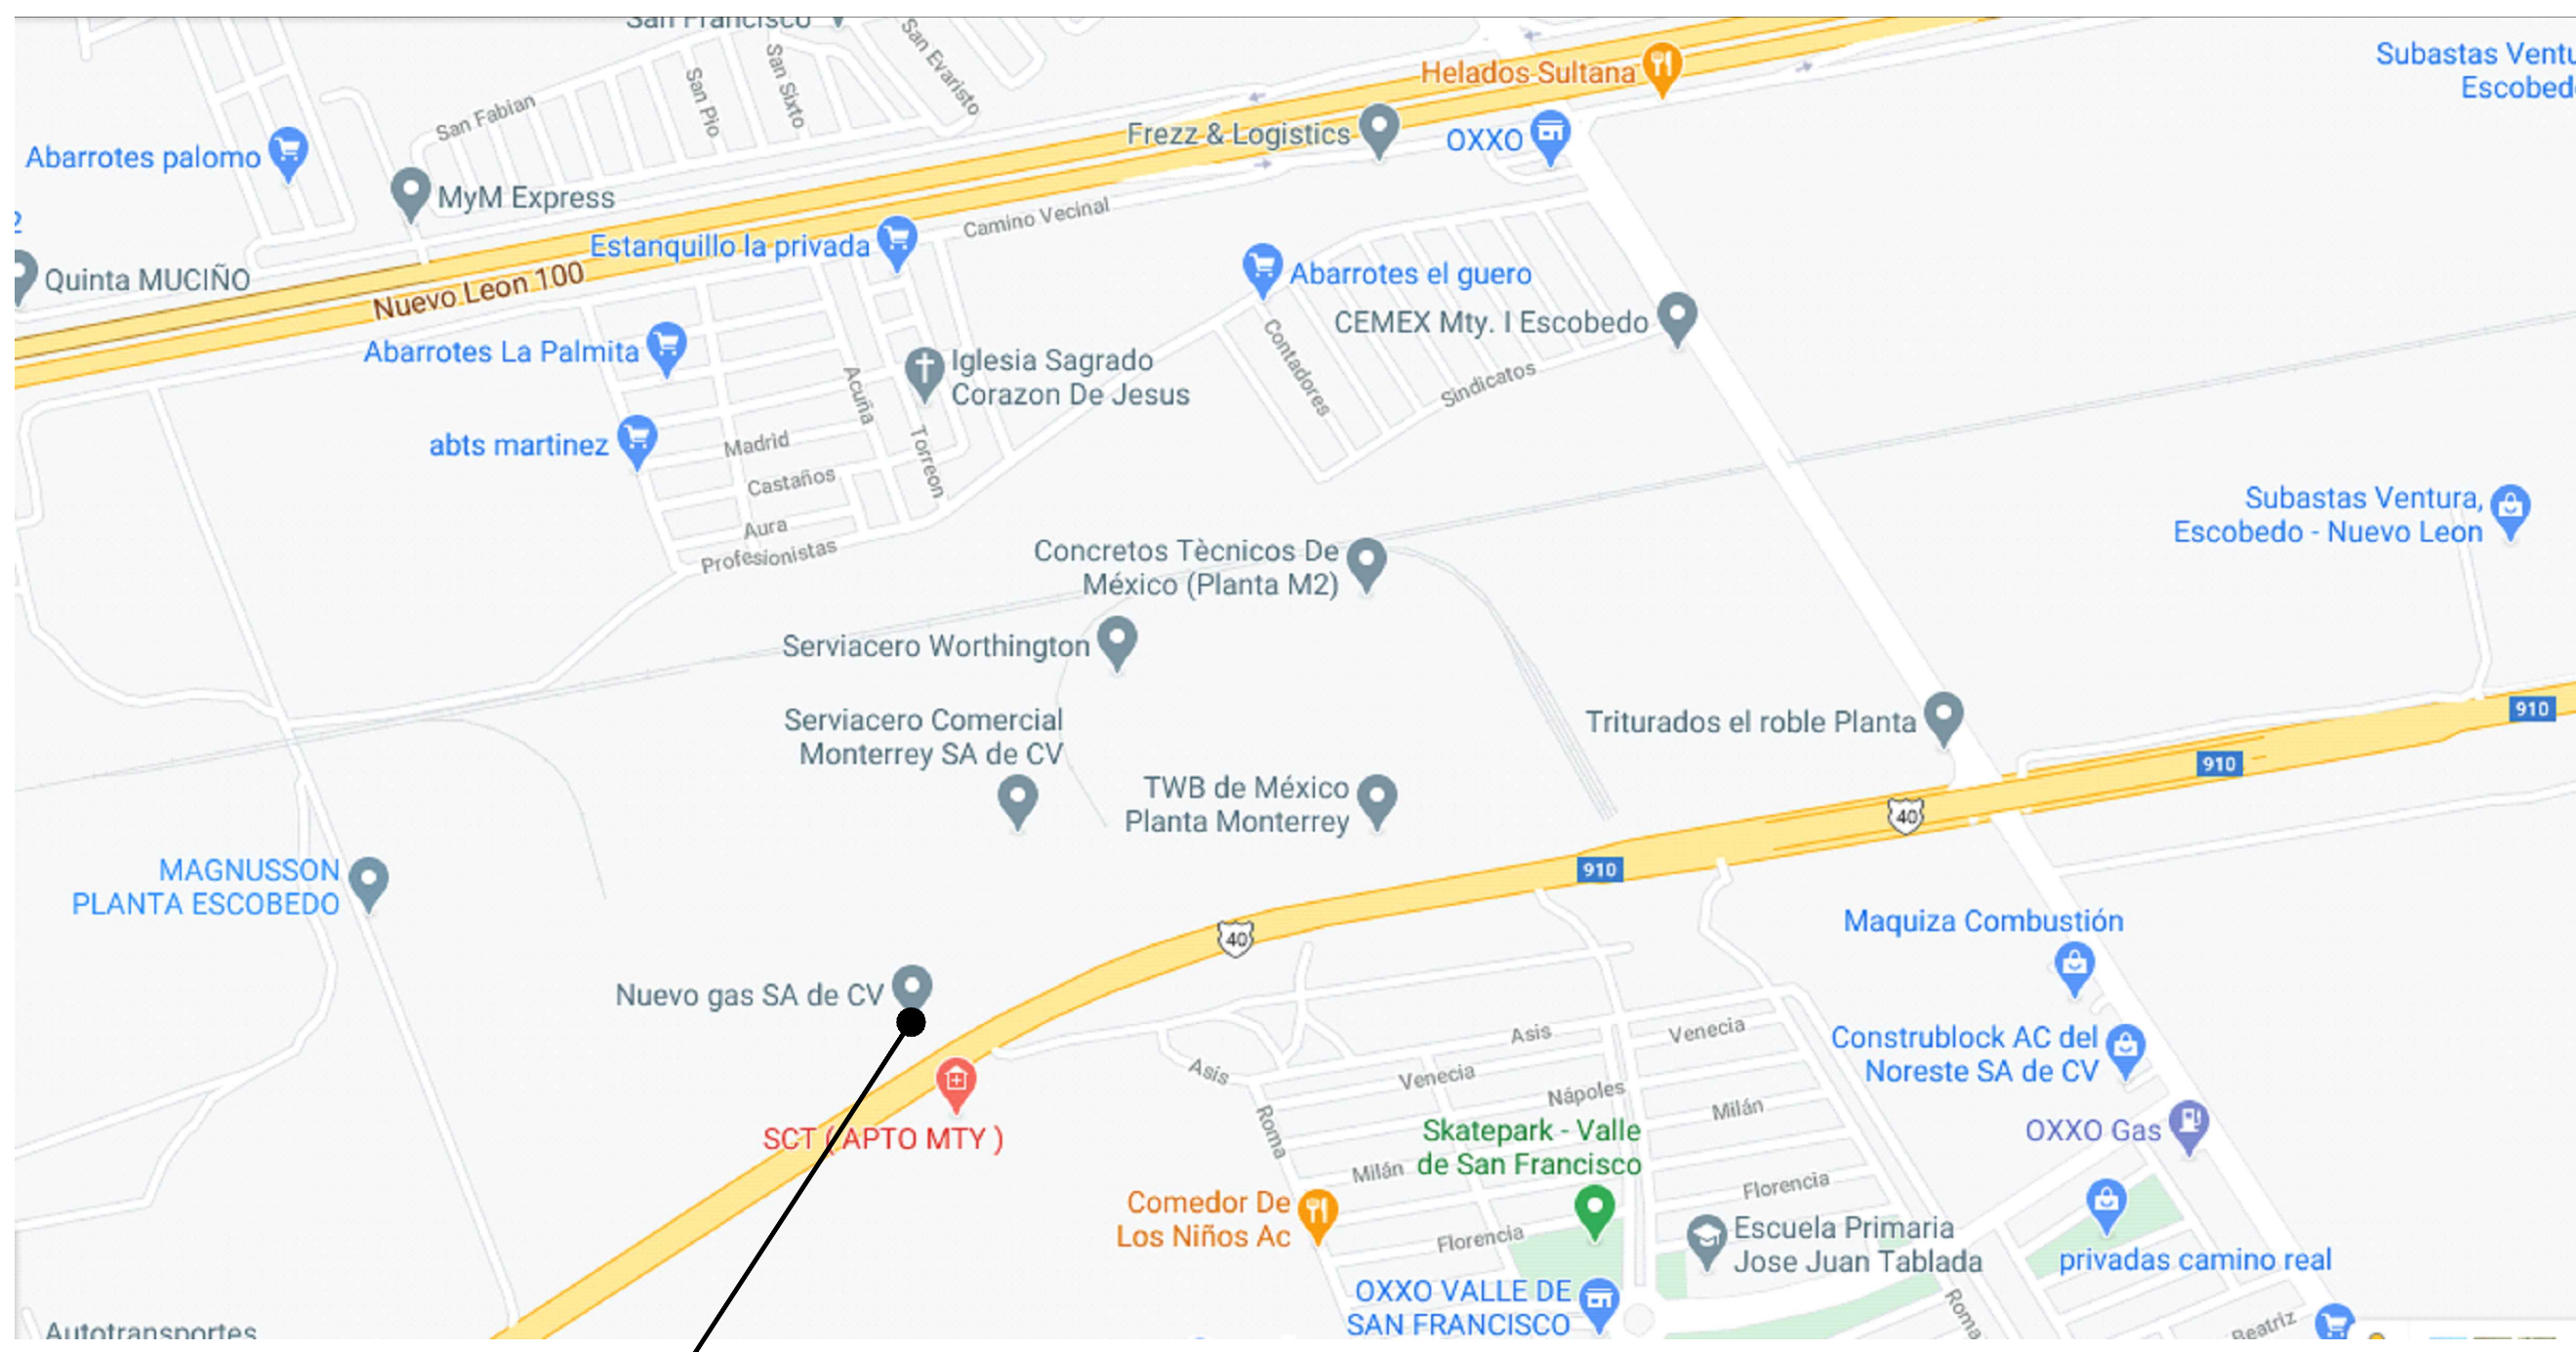 San Francisco
San Evaristo
San Sixto
San Pio
San Fabian
Helados Sultana
Subastas Ventu
Escobed
Frezz & Logistics
OXXO
Abarrotes palomo
MyM Express
2
Quinta MUCIÑO
Nuevo Leon 100
Estanquillo la privada
Camino Vecinal
Abarrotes el guero
CEMEX Mty. I Escobedo
Contadores
Sindicatos
Abarrotes La Palmita
Iglesia Sagrado
Corazon De Jesus
Acuña
Torreon
abts martinez
Madrid
Castaños
Aura
Profesionistas
Subastas Ventura,
Escobedo - Nuevo Leon
Concretos Tècnicos De
México (Planta M2)
Serviacero Worthington
Serviacero Comercial
Monterrey SA de CV
TWB de México
Planta Monterrey
Triturados el roble Planta
910
910
40
910
40
MAGNUSSON
PLANTA ESCOBEDO
Maquiza Combustión
Nuevo gas SA de CV
SCT ( APTO MTY )
Construblock AC del
Noreste SA de CV
Asis
Venecia
Asis
Venecia
Nápoles
Milán
Roma
Skatepark - Valle
de San Francisco
OXXO Gas
Milán
Florencia
Comedor De
Los Niños Ac
Florencia
Escuela Primaria
Jose Juan Tablada
privadas camino real
OXXO VALLE DE
SAN FRANCISCO
Roma
Beatriz
Autotransportes